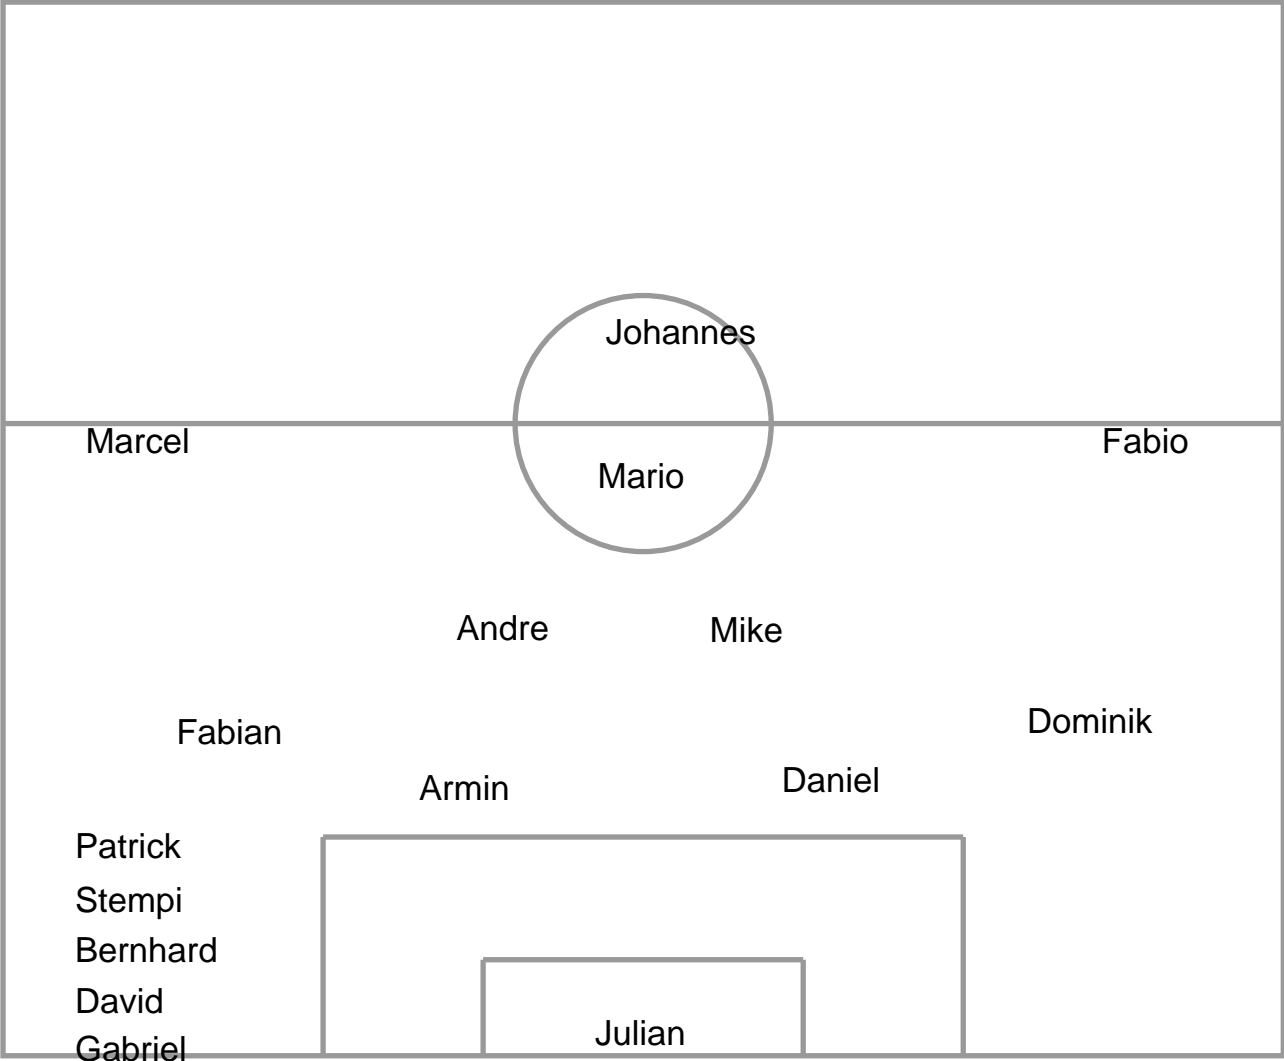 Johannes
Marcel
Fabio
Mario
Andre
Mike
Dominik
Fabian
Daniel
Armin
Patrick
Stempi
Bernhard
David
Julian
Gabriel